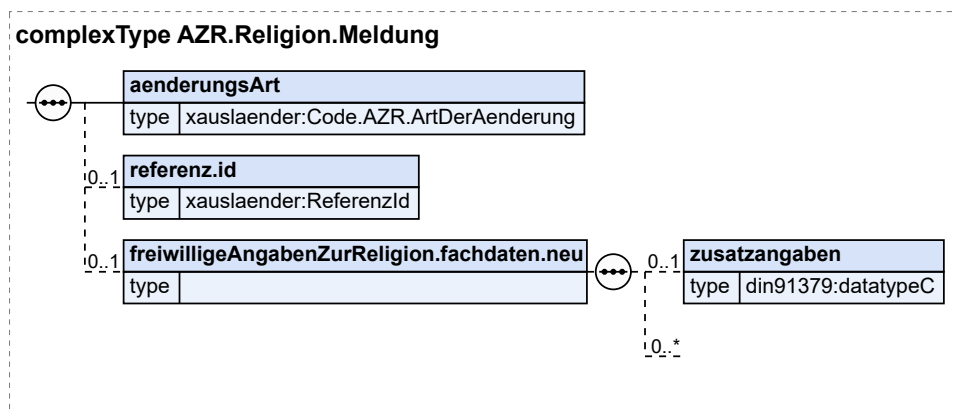 complexType AZR.Religion.Meldung
aenderungsArt
type xauslaender:Code.AZR.ArtDerAenderung
0..1 referenz.id
type xauslaender:ReferenzId
0..1 freiwilligeAngabenZurReligion.fachdaten.neu
type
0..1 zusatzangaben
type din91379:datatypeC
0..*